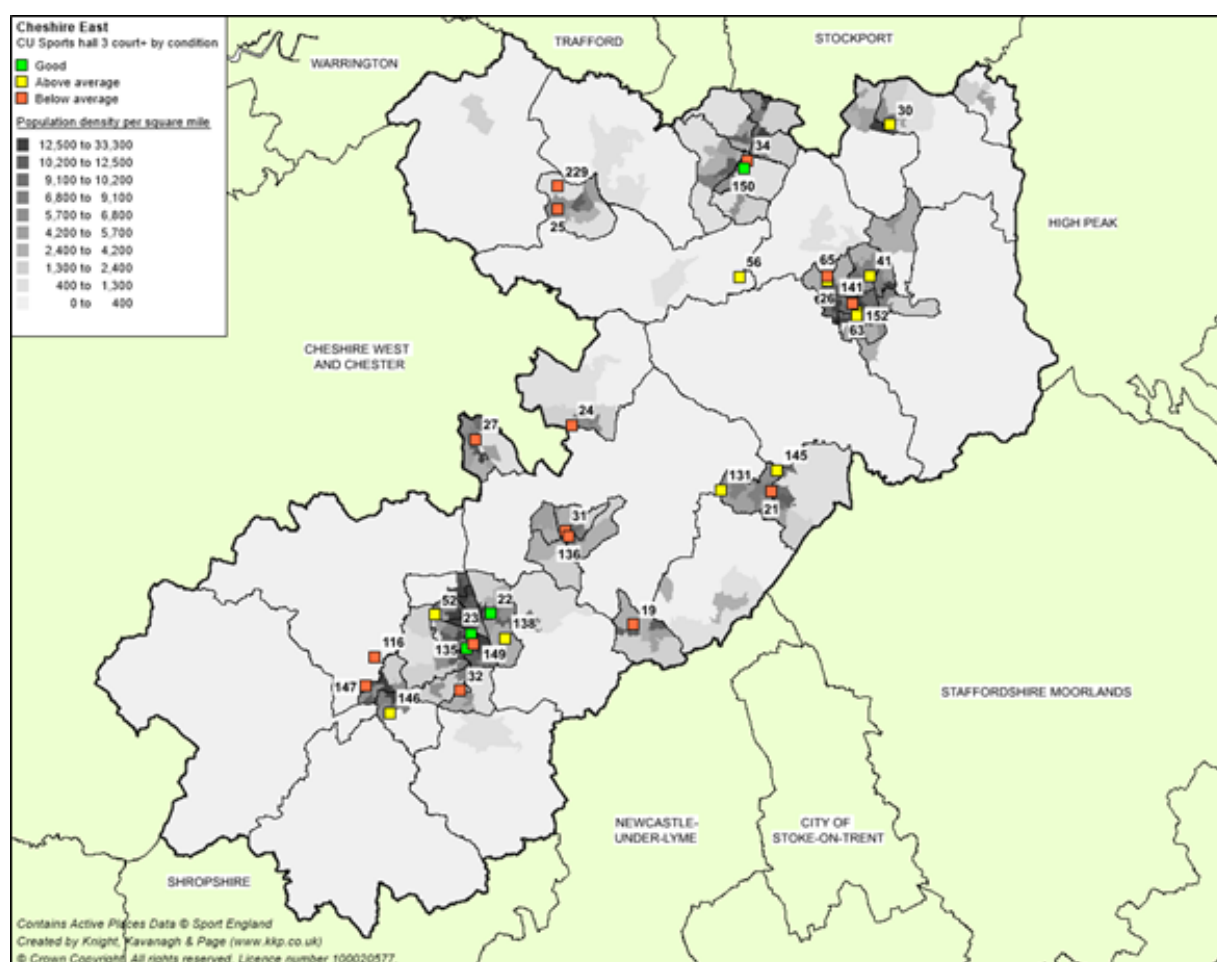 Cheshire East
CU Sports hall 3 court+ by condition
Good
Above average
Below average
Population density per square mile
12,500 to 33,300
10,200 to 12,500
9,100 to 10,200
6,800 to 9,100
5,700 to 6,800
4,200 to 5,700
2,400 to 4,200
1,300 to 2,400
400 to 1,300
0 to 400
TRAFFORD
STOCKPORT
WARRINGTON
30
34
229
150
HIGH PEAK
25
56
65
41
141
26
152
63
CHESHIRE WEST
AND CHESTER
24
27
145
131
21
31
136
52
22
19
23
138
116
135
149
32
147
146
STAFFORDSHIRE MOORLANDS
NEWCASTLE-
UNDER-LYME
CITY OF
STOKE-ON-TRENT
SHROPSHIRE
Contains Active Places Data © Sport England
Created by Knight, Kavanagh & Page (www.kkp.co.uk)
© Crown Copyright. All rights reserved. Licence number 100020577.